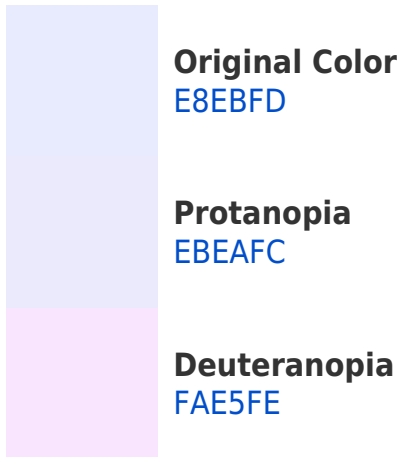 Original Color
E8EBFD
Protanopia
EBEAFC
Deuteranopia
FAE5FE